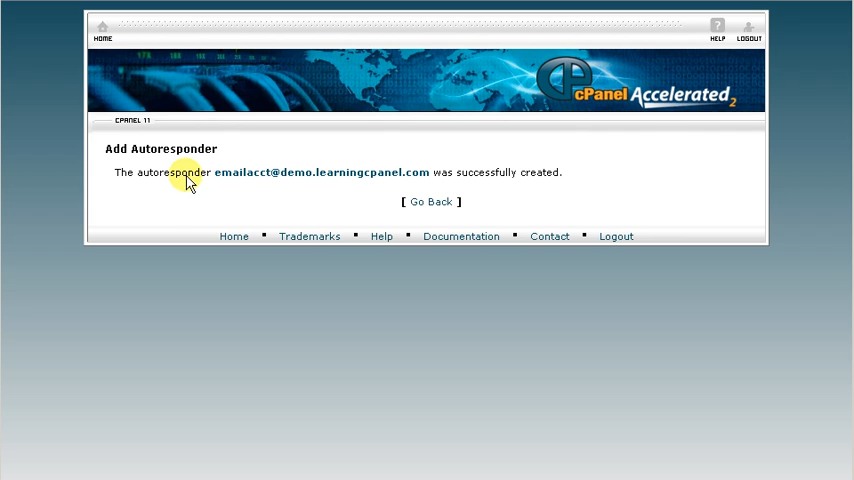 HOME
HELP
LOGOUT
cPanel Accelerated 2
CPANEL 11
Add Autoresponder
The autoresponder emailacct@demo.learningcpanel.com was successfully created.
[ Go Back ]
Home ▪ Trademarks ▪ Help ▪ Documentation ▪ Contact ▪ Logout